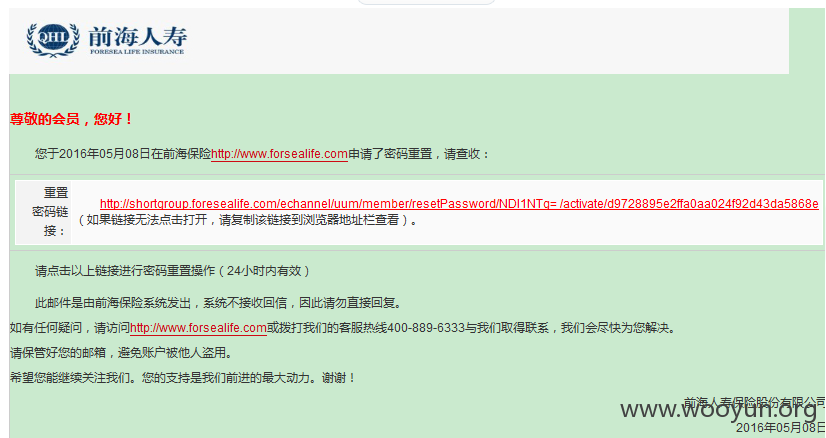 QHL 前海人寿
FORESEA LIFE INSURANCE
尊敬的会员，您好！
您于2016年05月08日在前海保险http://www.forsealife.com申请了密码重置，请查收：
重置
密码链
接：
http://shortgroup.foresealife.com/echannel/uum/member/resetPassword/NDI1NTg= /activate/d9728895e2ffa0aa024f92d43da5868e
（如果链接无法点击打开，请复制该链接到浏览器地址栏查看）。
请点击以上链接进行密码重置操作（24小时内有效）
此邮件是由前海保险系统发出，系统不接收回信，因此请勿直接回复。
如有任何疑问，请访问http://www.forsealife.com或拨打我们的客服热线400-889-6333与我们取得联系，我们会尽快为您解决。
请保管好您的邮箱，避免账户被他人盗用。
希望您能继续关注我们。您的支持是我们前进的最大动力。谢谢！
前海人寿保险股份有限公司
www.wooyun.org
2016年05月08日